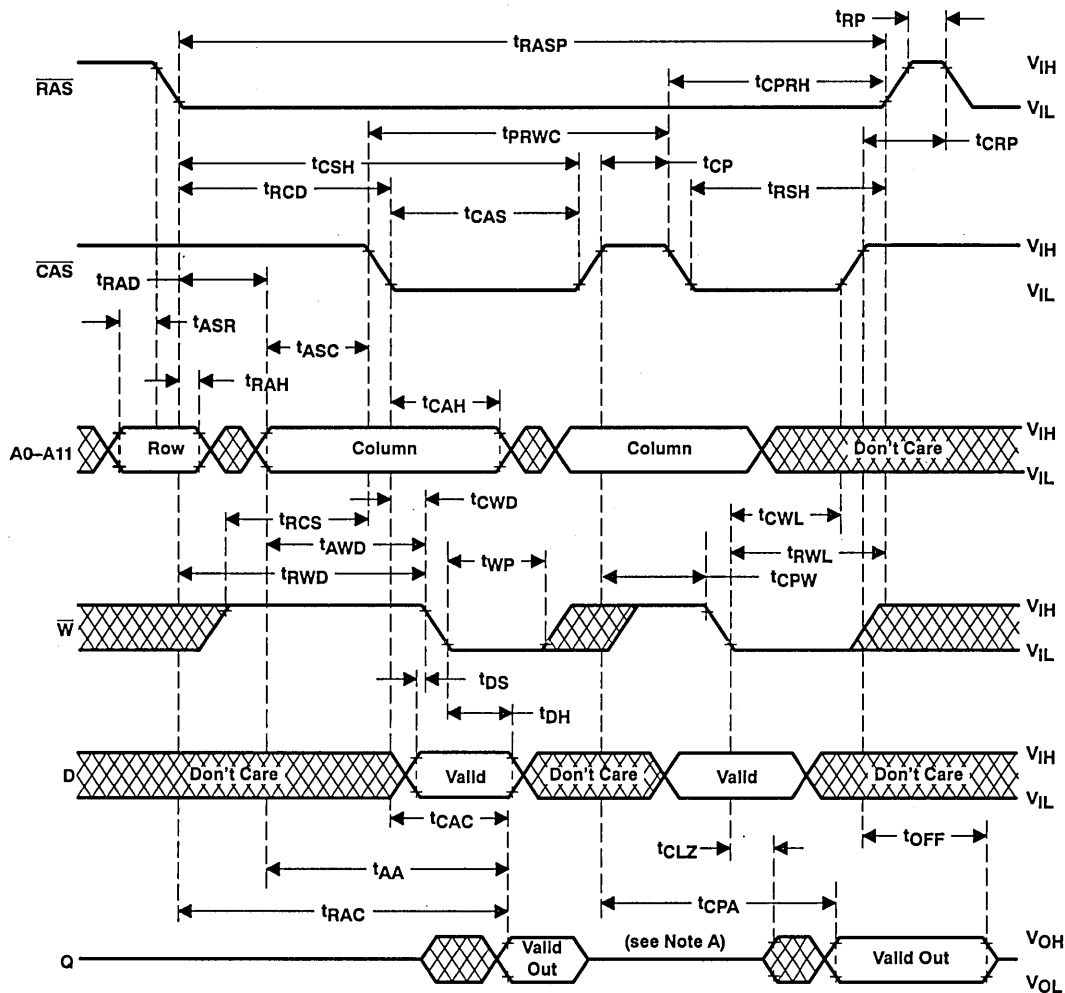 tRP
tRASP
RAS
VIH
VIL
tCPRH
tPRWC
tCRP
tCSH
tCP
tRCD
tRSH
tCAS
CAS
VIH
VIL
tRAD
tASR
tASC
tRAH
tCAH
A0–A11
Row
Column
Column
Don't Care
VIH
VIL
tCWD
tRCS
tCWL
tAWD
tWP
tRWL
tRWD
tCPW
W
VIH
VIL
tDS
tDH
D
Don't Care
Valid
Don't Care
Valid
Don't Care
VIH
VIL
tCAC
tCLZ
tOFF
tAA
tCPA
tRAC
Q
Valid
Out
(see Note A)
Valid Out
VOH
VOL